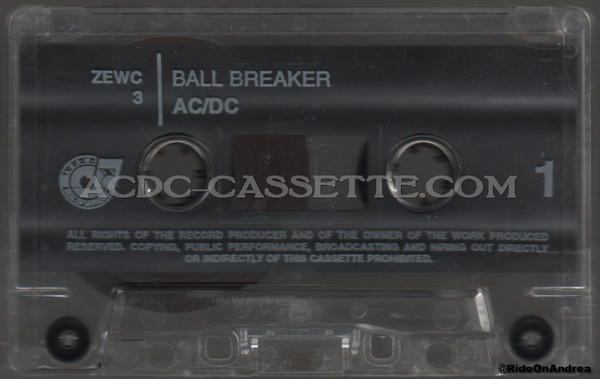 ZEWC
3
BALL BREAKER
AC/DC
ACDC-CASSETTE.COM
1
ALL RIGHTS OF THE RECORD PRODUCER AND OF THE OWNER OF THE WORK PRODUCED
RESERVED. COPYING, PUBLIC PERFORMANCE, BROADCASTING AND HIRING OUT DIRECTLY
OR INDIRECTLY OF THIS CASSETTE PROHIBITED.
@RideOnAndrea